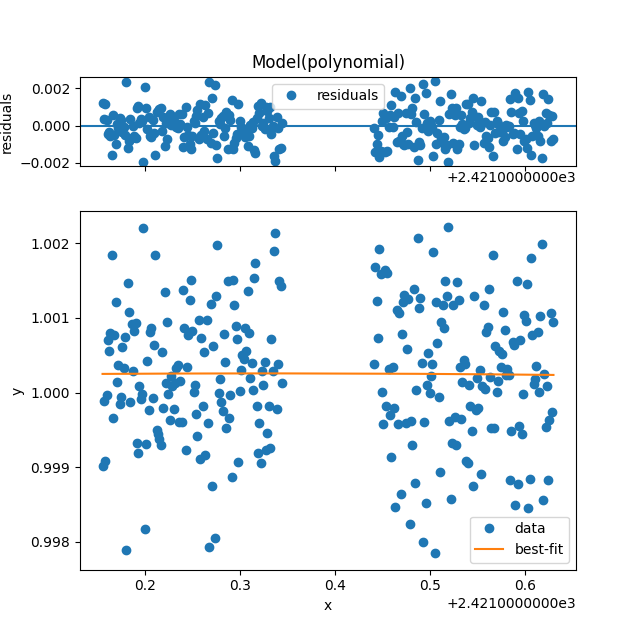 Model(polynomial)
residuals
0.002
0.000
−0.002
residuals
+2.4210000000e3
y
1.002
1.001
1.000
0.999
0.998
data
best-fit
0.2
0.3
0.4
0.5
0.6
x
+2.4210000000e3